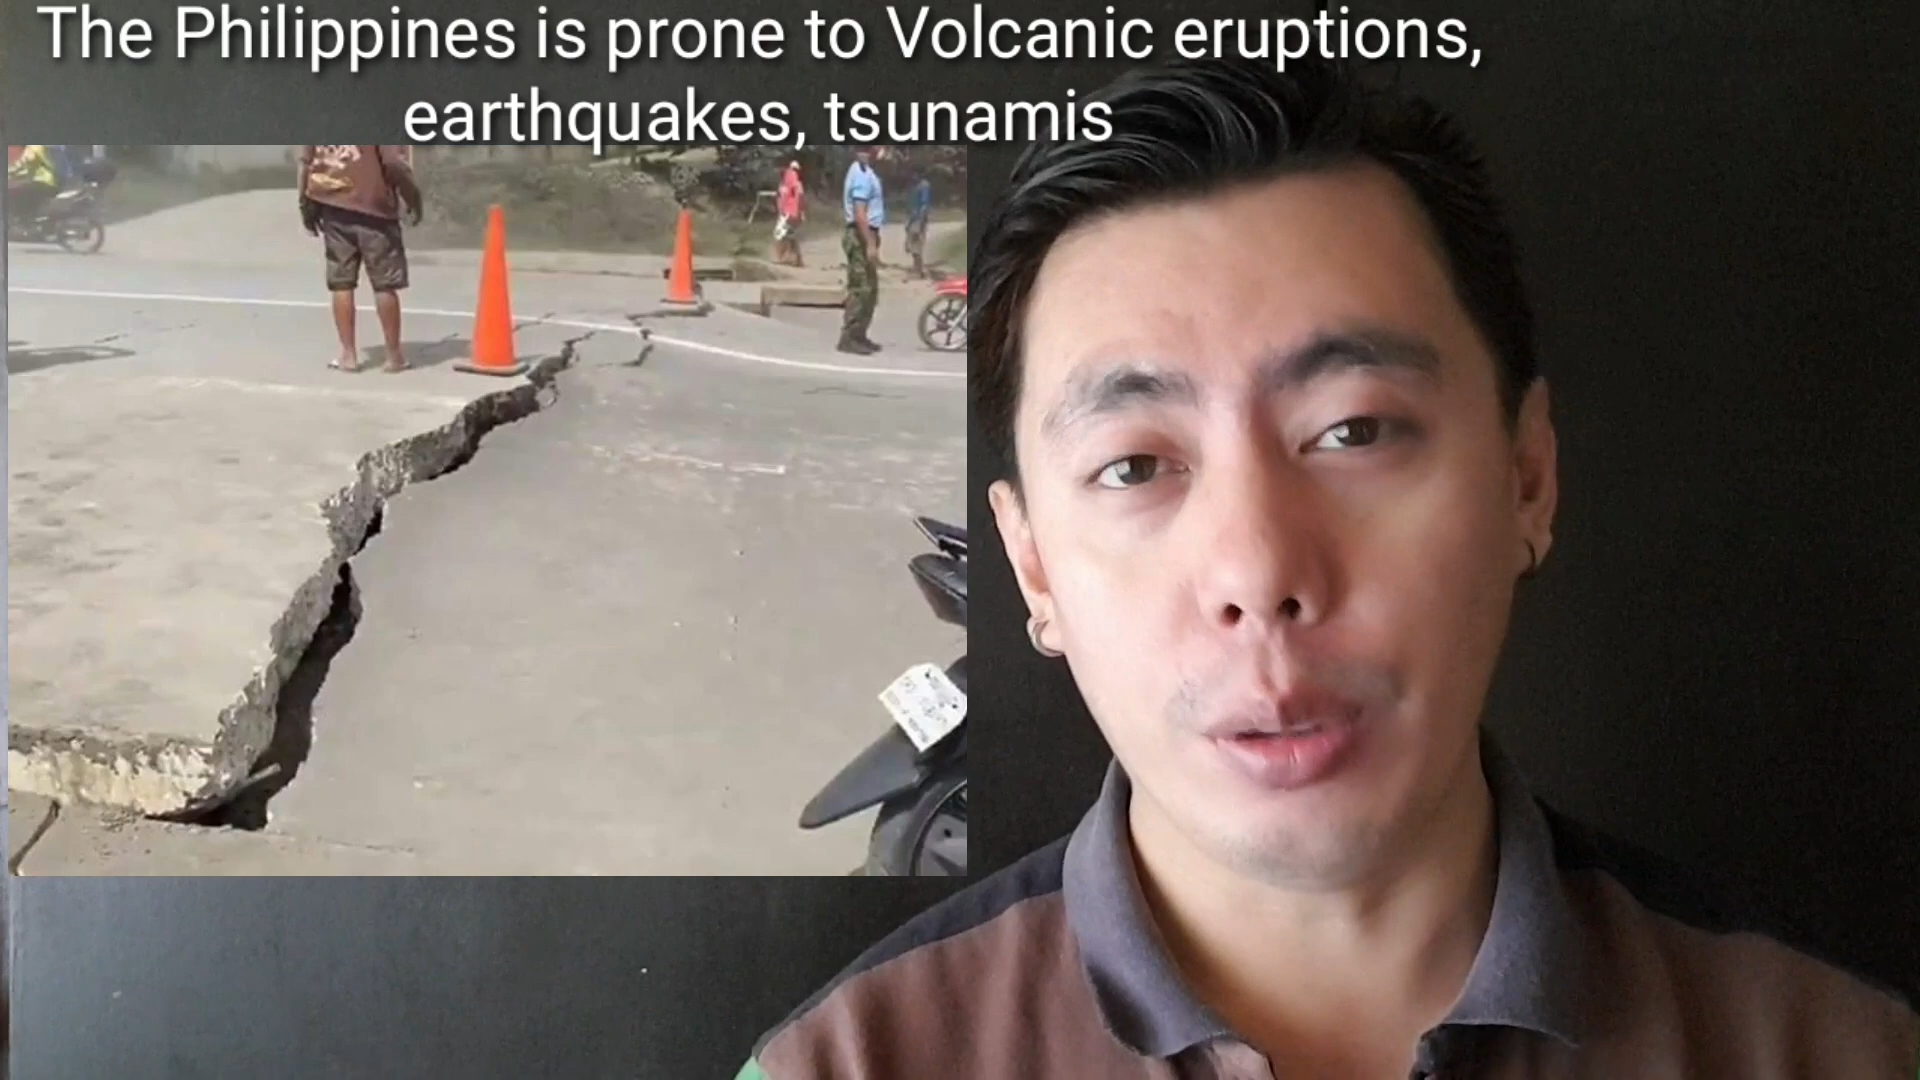 The Philippines is prone to Volcanic eruptions,
earthquakes, tsunamis